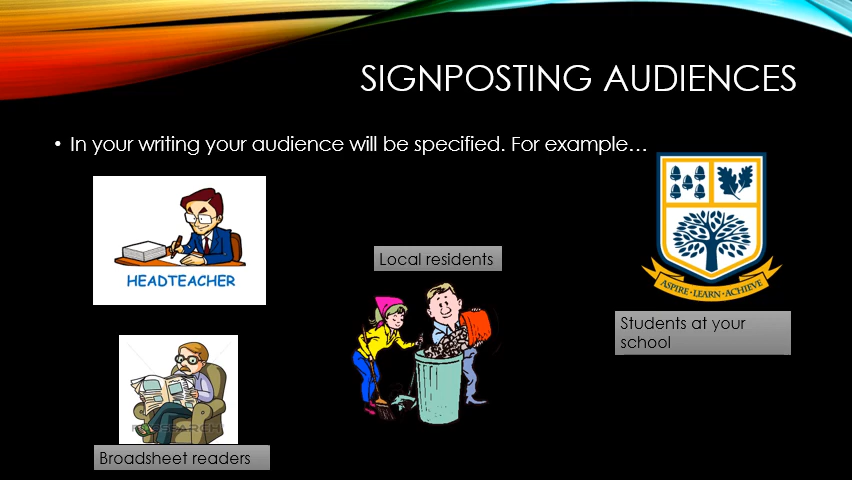 SIGNPOSTING AUDIENCES
• In your writing your audience will be specified. For example…
HEADTEACHER
Local residents
ASPIRE · LEARN · ACHIEVE
Students at your
school
Broadsheet readers